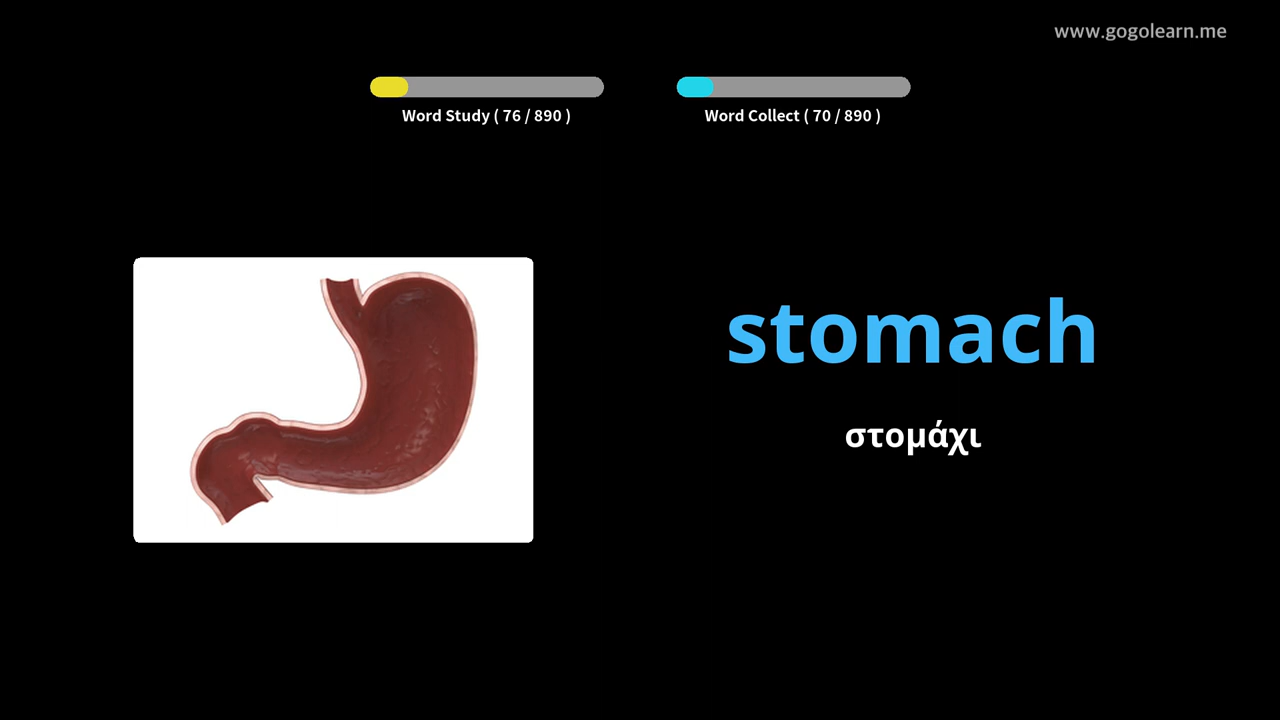 www.gogolearn.me
Word Study ( 76 / 890 )
Word Collect ( 70 / 890 )
stomach
στομάχι